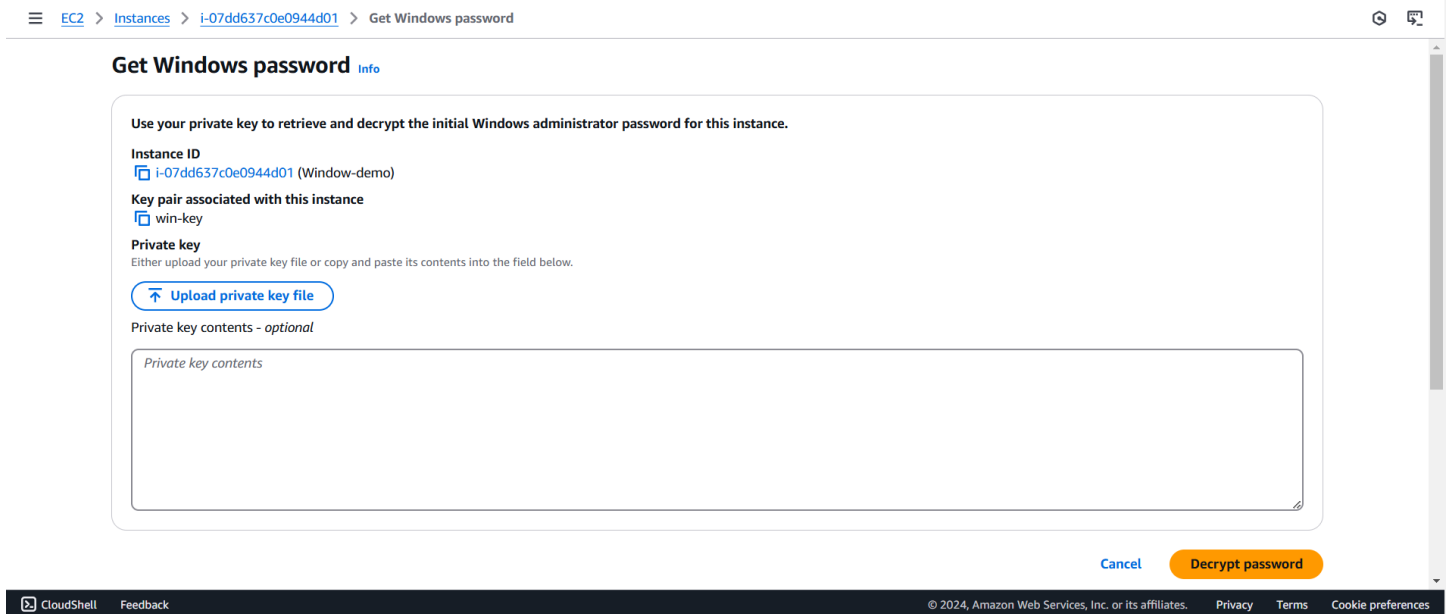 EC2 > Instances > i-07dd637c0e0944d01 > Get Windows password
Get Windows password Info
Use your private key to retrieve and decrypt the initial Windows administrator password for this instance.
Instance ID
i-07dd637c0e0944d01 (Window-demo)
Key pair associated with this instance
win-key
Private key
Either upload your private key file or copy and paste its contents into the field below.
Upload private key file
Private key contents - optional
Private key contents
Cancel Decrypt password
CloudShell Feedback © 2024, Amazon Web Services, Inc. or its affiliates. Privacy Terms Cookie preferences